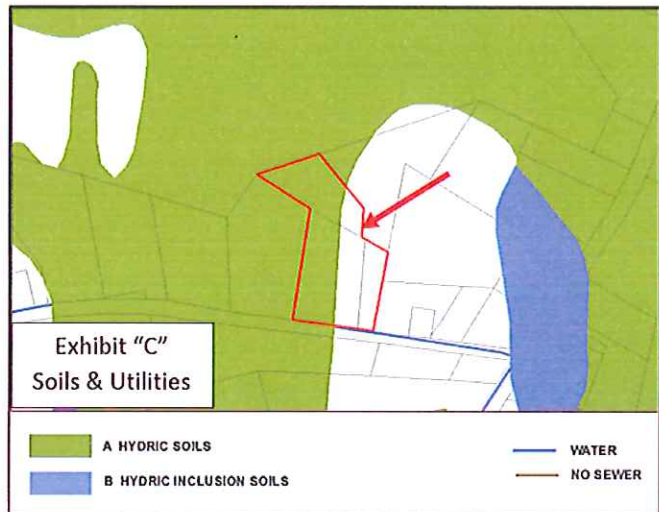 Exhibit "C"
Soils & Utilities
A HYDRIC SOILS
B HYDRIC INCLUSION SOILS
WATER
NO SEWER